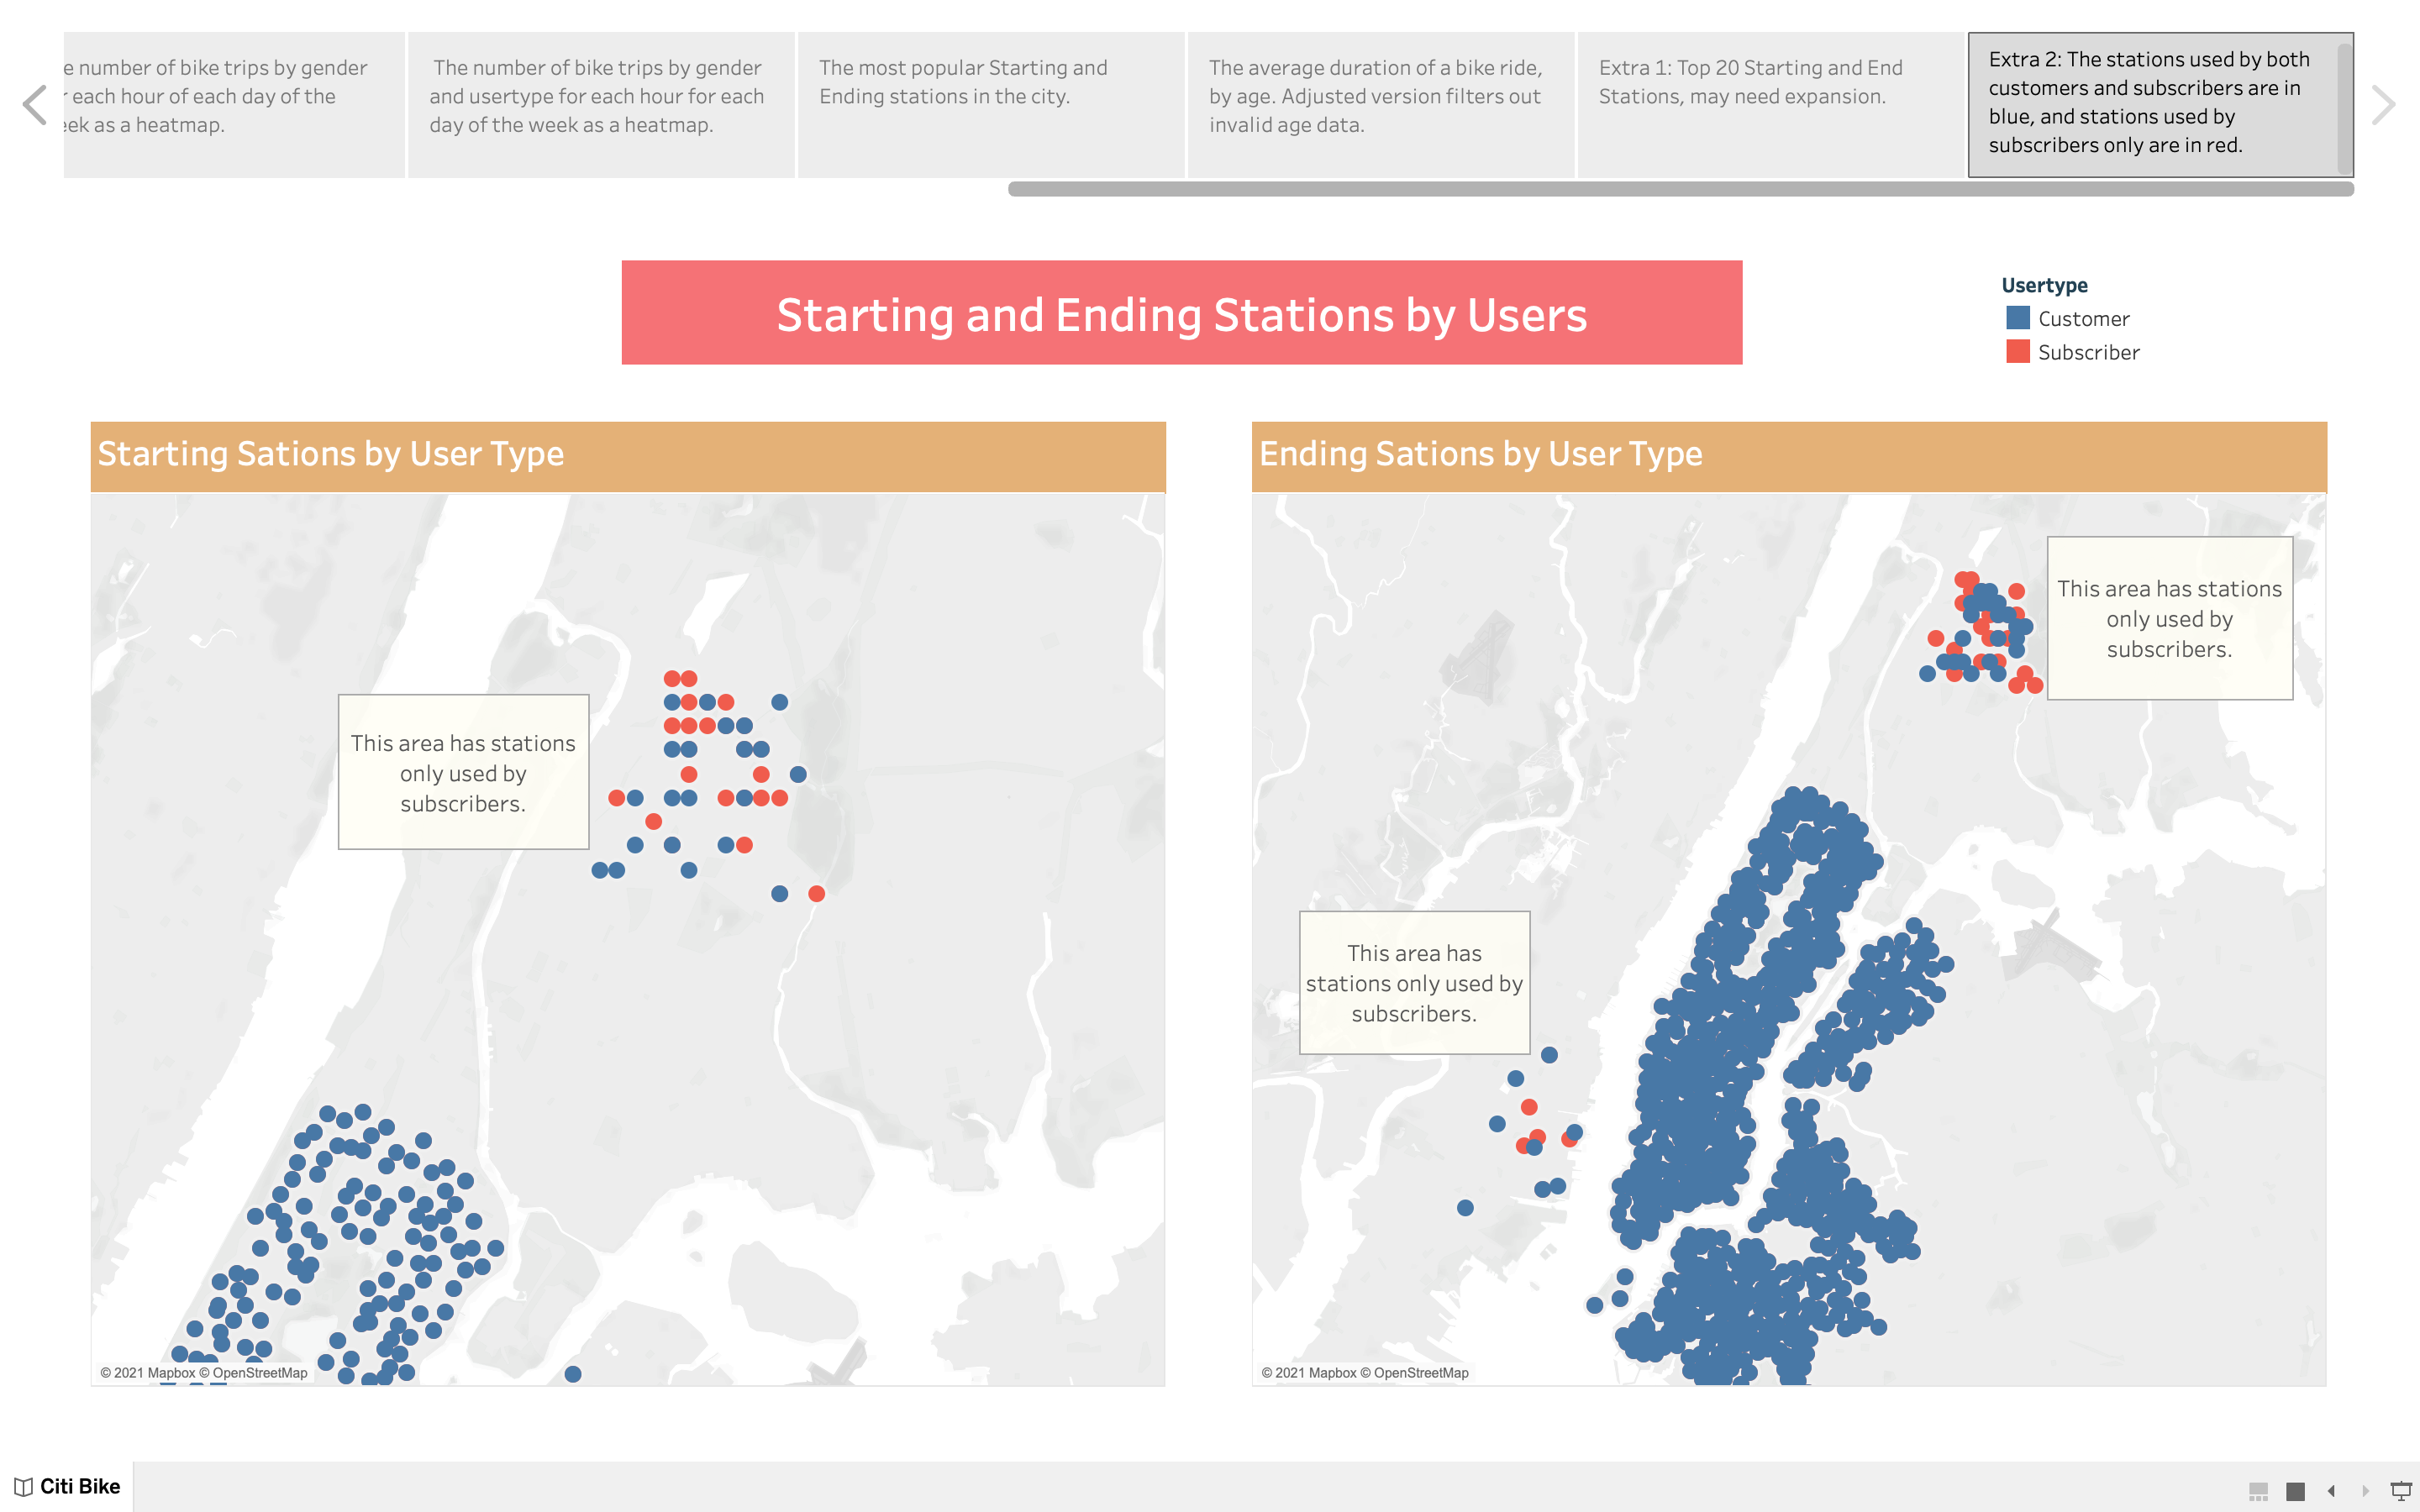 e number of bike trips by gender
r each hour of each day of the
ek as a heatmap.
The number of bike trips by gender
and usertype for each hour for each
day of the week as a heatmap.
The most popular Starting and
Ending stations in the city.
The average duration of a bike ride,
by age. Adjusted version filters out
invalid age data.
Extra 1: Top 20 Starting and End
Stations, may need expansion.
Extra 2: The stations used by both
customers and subscribers are in
blue, and stations used by
subscribers only are in red.
Starting and Ending Stations by Users
Usertype
Customer
Subscriber
Starting Sations by User Type
This area has stations
only used by
subscribers.
© 2021 Mapbox © OpenStreetMap
Ending Sations by User Type
This area has stations
only used by
subscribers.
This area has
stations only used by
subscribers.
© 2021 Mapbox © OpenStreetMap
Citi Bike